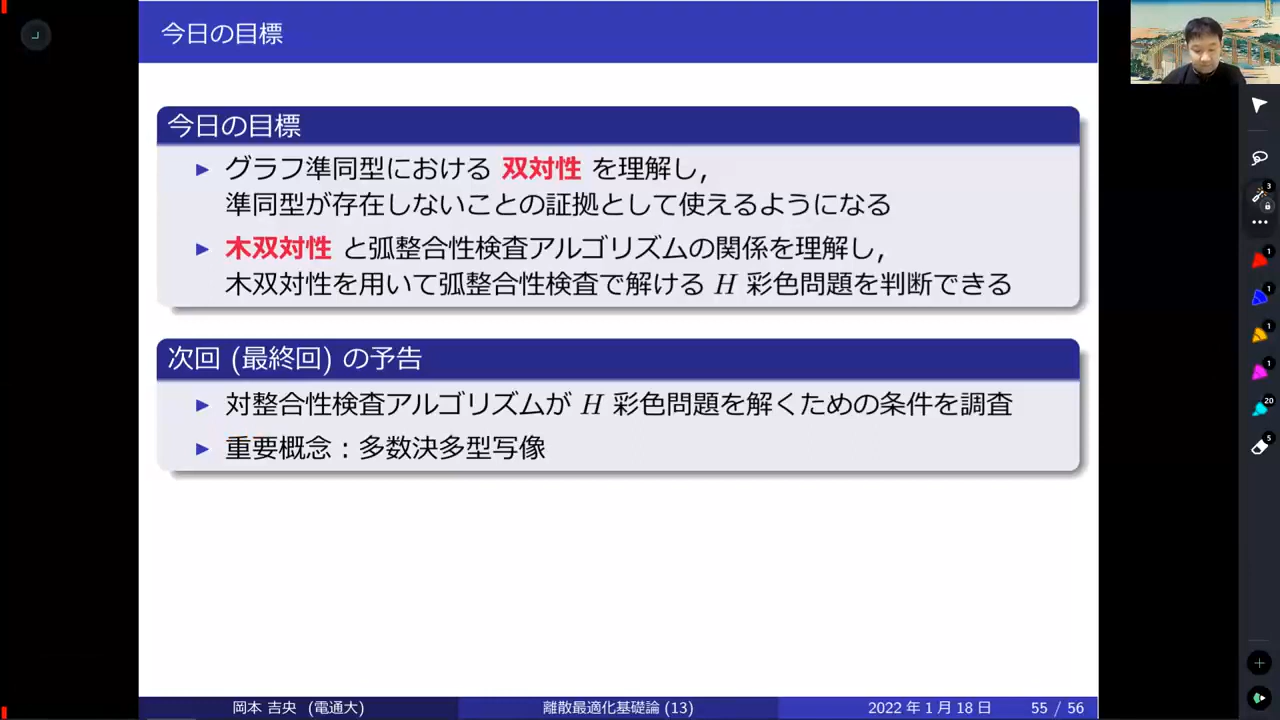 今日の目標
今日の目標
▶ グラフ準同型における 双対性 を理解し,
準同型が存在しないことの証拠として使えるようになる
▶ 木双対性 と弧整合性検査アルゴリズムの関係を理解し,
木双対性を用いて弧整合性検査で解ける H 彩色問題を判断できる
次回 (最終回) の予告
▶ 対整合性検査アルゴリズムが H 彩色問題を解くための条件を調査
▶ 重要概念：多数決多型写像
岡本 吉央 (電通大)
離散最適化基礎論 (13)
2022 年 1 月 18 日
55 / 56
3
1
1
1
1
20
5